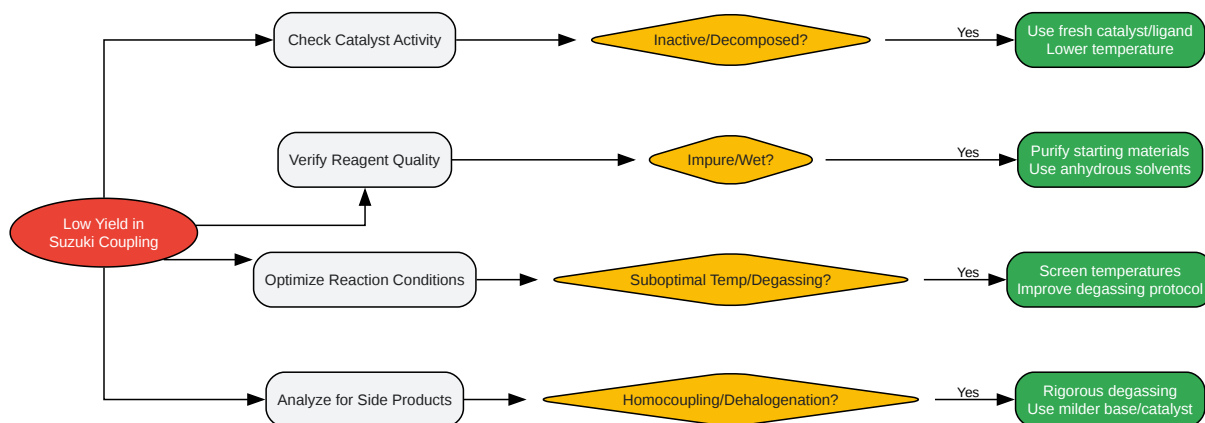 Check Catalyst Activity
Inactive/Decomposed?
Yes
Use fresh catalyst/ligand
Lower temperature
Verify Reagent Quality
Impure/Wet?
Yes
Purify starting materials
Use anhydrous solvents
Low Yield in
Suzuki Coupling
Optimize Reaction Conditions
Suboptimal Temp/Degassing?
Yes
Screen temperatures
Improve degassing protocol
Analyze for Side Products
Homocoupling/Dehalogenation?
Yes
Rigorous degassing
Use milder base/catalyst